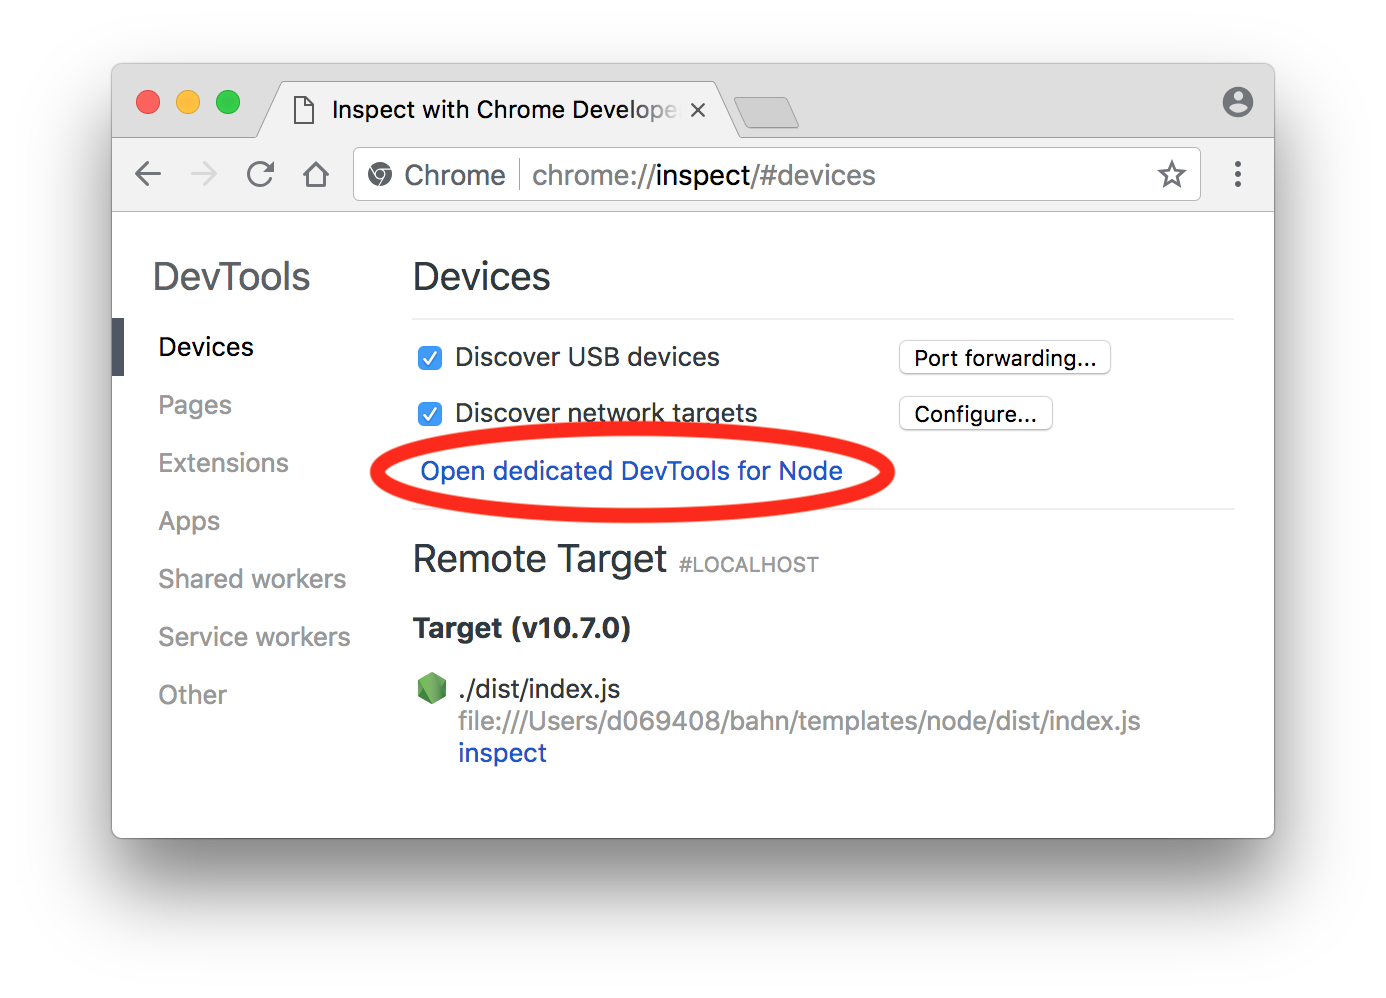 Inspect with Chrome Develope
Chrome chrome://inspect/#devices
DevTools
Devices
Pages
Extensions
Apps
Shared workers
Service workers
Other
Devices
Discover USB devices
Port forwarding...
Discover network targets
Configure...
Open dedicated DevTools for Node
Remote Target #LOCALHOST
Target (v10.7.0)
./dist/index.js
file:///Users/d069408/bahn/templates/node/dist/index.js
inspect